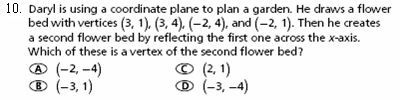 10. Daryl is using a coordinate plane to plan a garden. He draws a flower
bed with vertices (3, 1), (3, 4), (−2, 4), and (−2, 1). Then he creates
a second flower bed by reflecting the first one across the x-axis.
Which of these is a vertex of the second flower bed?
Ⓐ (−2, −4) Ⓒ (2, 1)
Ⓑ (−3, 1) Ⓓ (−3, −4)